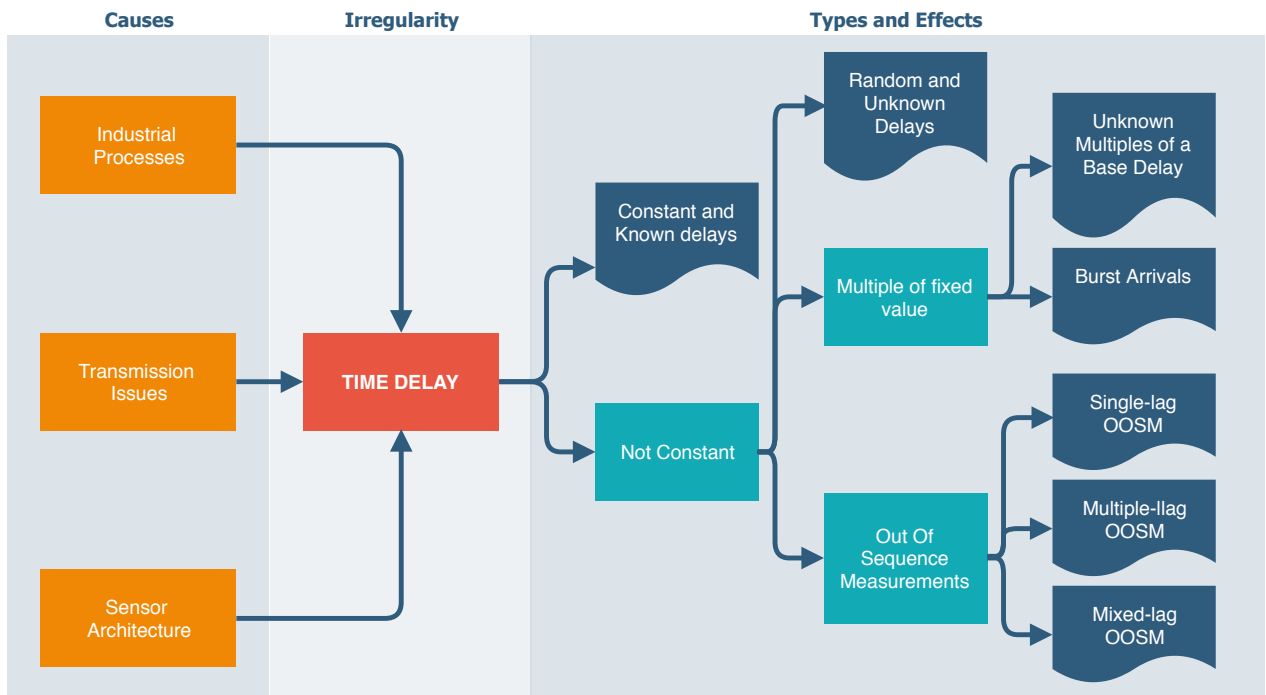 Causes
Irregularity
Types and Effects
Industrial
Processes
Transmission
Issues
Sensor
Architecture
TIME DELAY
Constant and
Known delays
Not Constant
Random and
Unknown
Delays
Multiple of fixed
value
Out Of
Sequence
Measurements
Unknown
Multiples of a
Base Delay
Burst Arrivals
Single-lag
OOSM
Multiple-llag
OOSM
Mixed-lag
OOSM